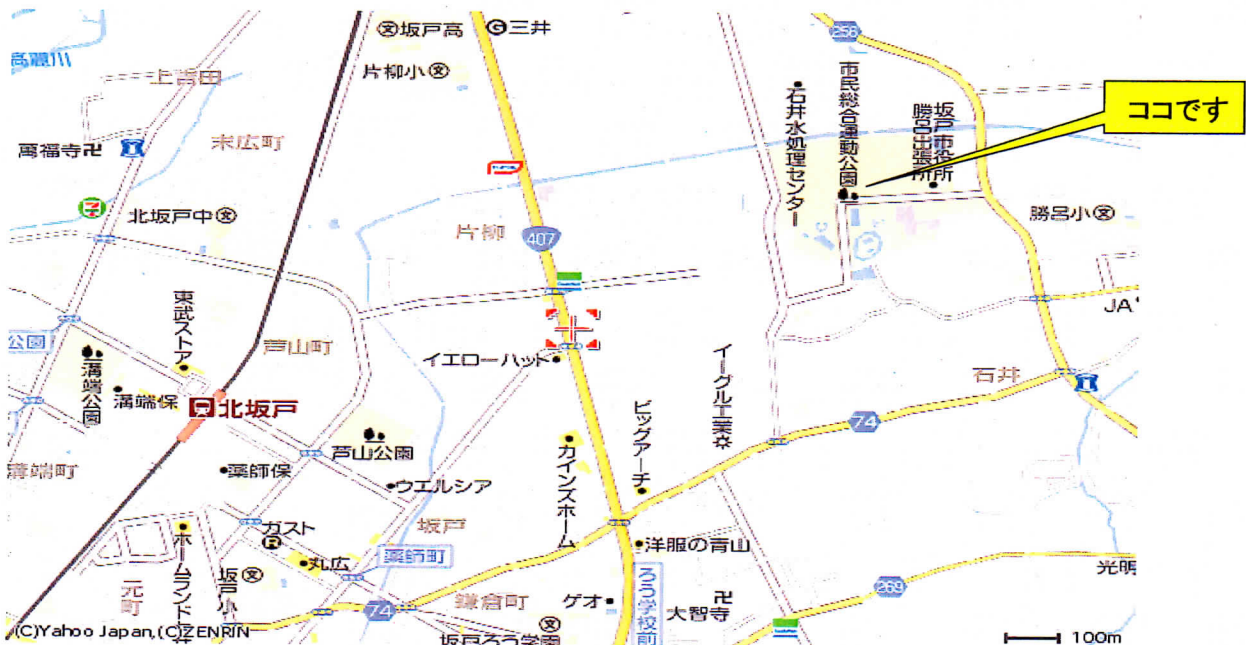 坂戸高
三井
片柳小
256
高麗川
上吉田
末広町
萬福寺
北坂戸中
片柳
407
石井水処理センター
市民総合運動公園
坂戸市役所
勝呂出張所
ココです
勝呂小
JA
東武ストア
芦山町
公園
溝端公園
溝端保
北坂戸
イエローハット
イーグル工業
石井
74
溝端町
薬師保
芦山公園
ウエルシア
カインズホーム
ビッグアーチ
坂戸
ガスト
丸広
薬師町
洋服の青山
ホームランド
元町
坂戸小
74
鎌倉町
ゲオ
ろう学校前
大智寺
269
光明
坂戸ろう学園
(C)Yahoo Japan,(C)ZENRIN
100m